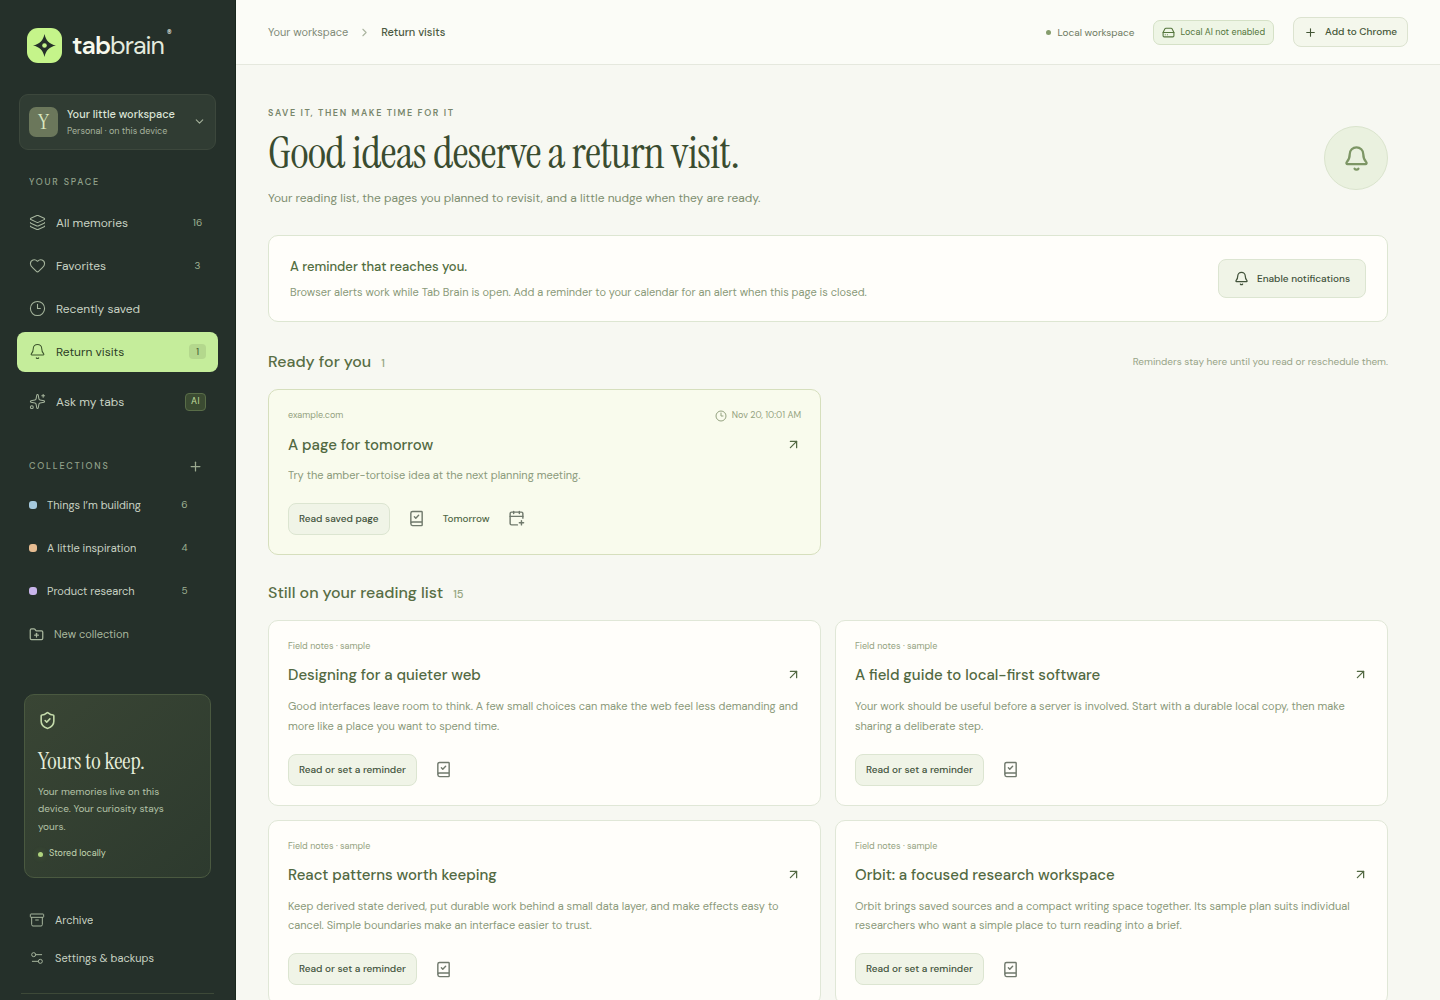 tabbrain®
Y
Your little workspace
Personal · on this device
YOUR SPACE
All memories 16
Favorites 3
Recently saved
Return visits 1
Ask my tabs AI
COLLECTIONS
Things I'm building 6
A little inspiration 4
Product research 5
New collection
Yours to keep.
Your memories live on this
device. Your curiosity stays
yours.
Stored locally
Archive
Settings & backups
Your workspace > Return visits
Local workspace
Local AI not enabled
Add to Chrome
SAVE IT, THEN MAKE TIME FOR IT
Good ideas deserve a return visit.
Your reading list, the pages you planned to revisit, and a little nudge when they are ready.
A reminder that reaches you.
Browser alerts work while Tab Brain is open. Add a reminder to your calendar for an alert when this page is closed.
Enable notifications
Ready for you 1
Reminders stay here until you read or reschedule them.
example.com
Nov 20, 10:01 AM
A page for tomorrow
Try the amber-tortoise idea at the next planning meeting.
Read saved page
Tomorrow
Still on your reading list 15
Field notes · sample
Designing for a quieter web
Good interfaces leave room to think. A few small choices can make the web feel less demanding and
more like a place you want to spend time.
Read or set a reminder
Field notes · sample
A field guide to local-first software
Your work should be useful before a server is involved. Start with a durable local copy, then make
sharing a deliberate step.
Read or set a reminder
Field notes · sample
React patterns worth keeping
Keep derived state derived, put durable work behind a small data layer, and make effects easy to
cancel. Simple boundaries make an interface easier to trust.
Read or set a reminder
Field notes · sample
Orbit: a focused research workspace
Orbit brings saved sources and a compact writing space together. Its sample plan suits individual
researchers who want a simple place to turn reading into a brief.
Read or set a reminder